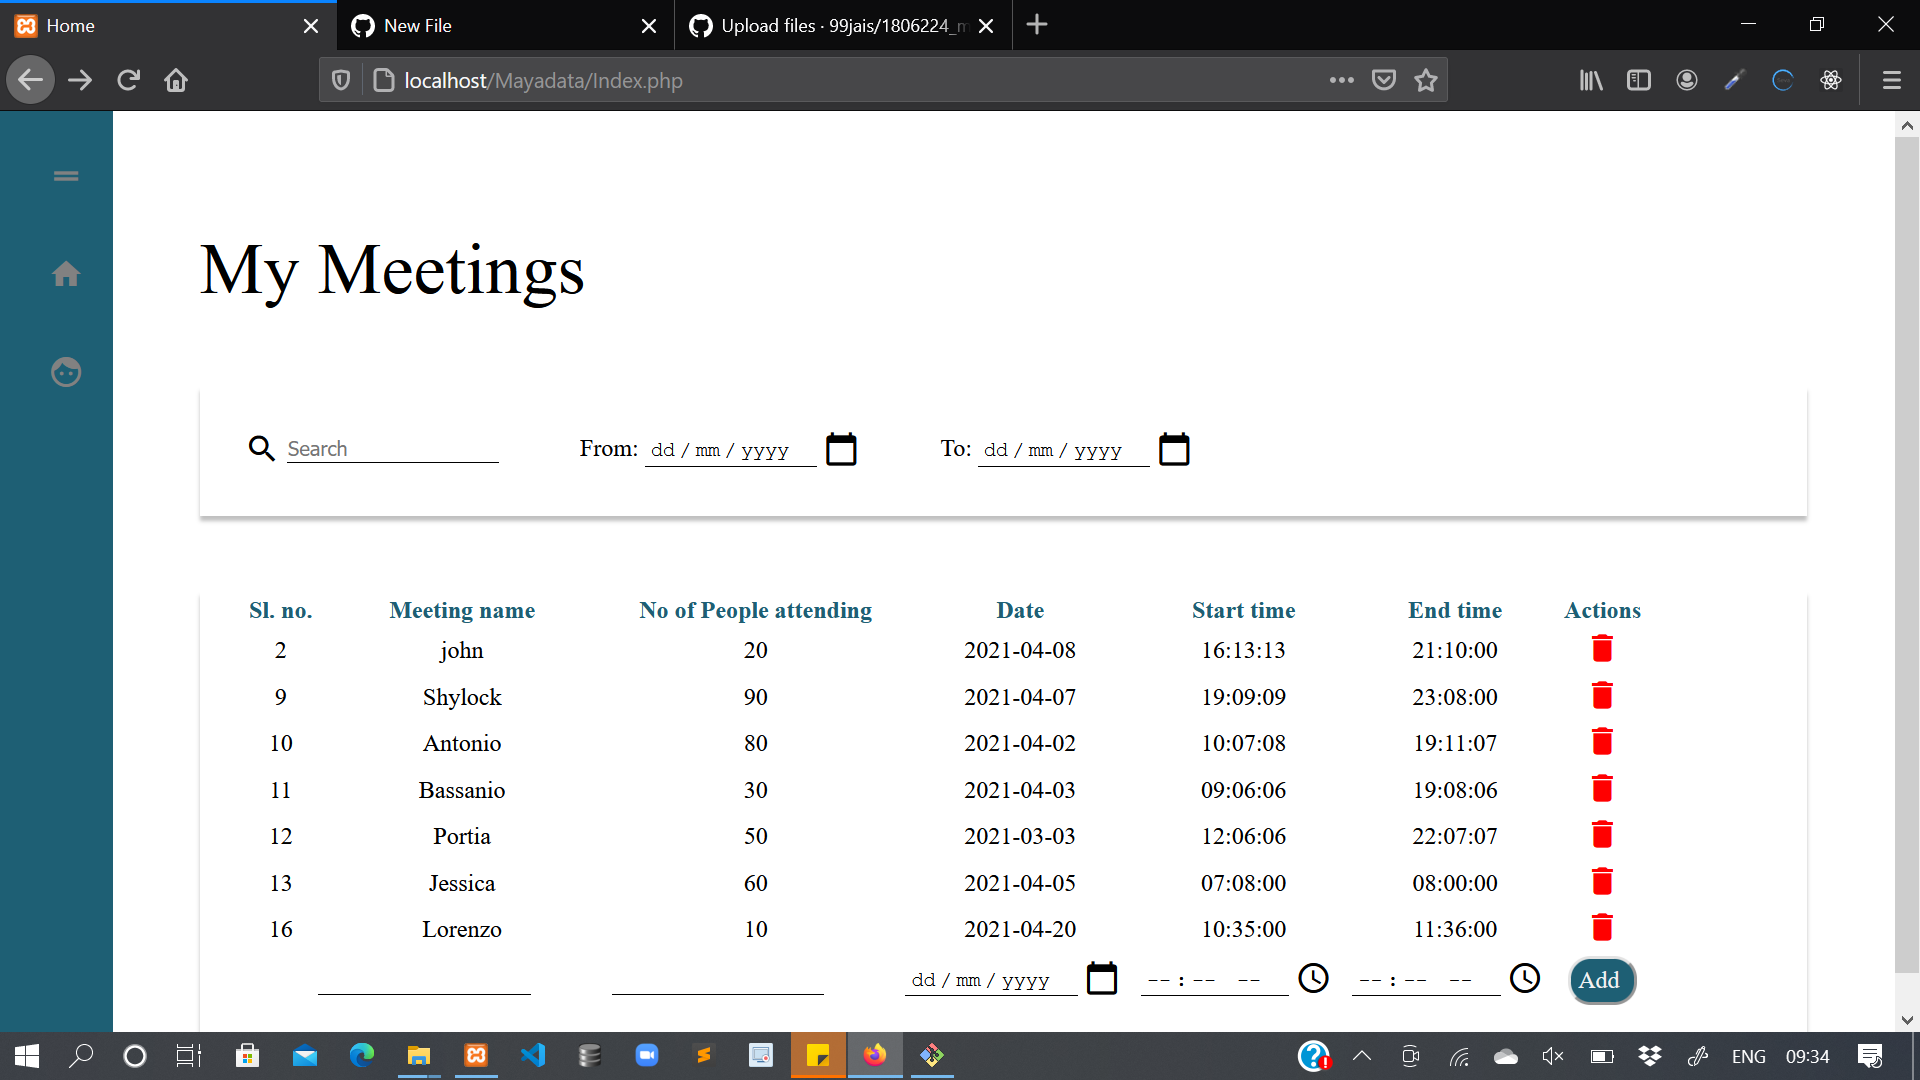 Home
New File
Upload files · 99jais/1806224_m
localhost/Mayadata/Index.php
My Meetings
Search From: dd / mm / yyyy To: dd / mm / yyyy
Sl. no. Meeting name No of People attending Date Start time End time Actions
2 john 20 2021-04-08 16:13:13 21:10:00
9 Shylock 90 2021-04-07 19:09:09 23:08:00
10 Antonio 80 2021-04-02 10:07:08 19:11:07
11 Bassanio 30 2021-04-03 09:06:06 19:08:06
12 Portia 50 2021-03-03 12:06:06 22:07:07
13 Jessica 60 2021-04-05 07:08:00 08:00:00
16 Lorenzo 10 2021-04-20 10:35:00 11:36:00
dd / mm / yyyy -- : -- -- -- : -- -- Add
ENG 09:34